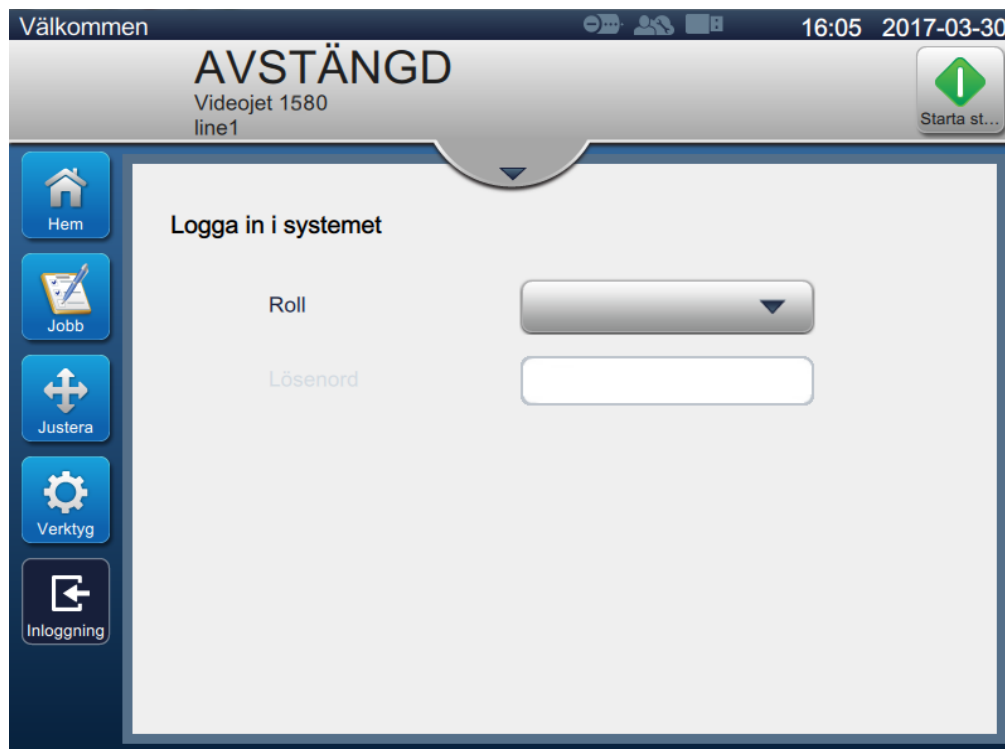 Välkommen 16:05 2017-03-30
AVSTÄNGD
Videojet 1580
line1
Starta st...
Hem
Jobb
Justera
Verktyg
Inloggning
Logga in i systemet
Roll
Lösenord